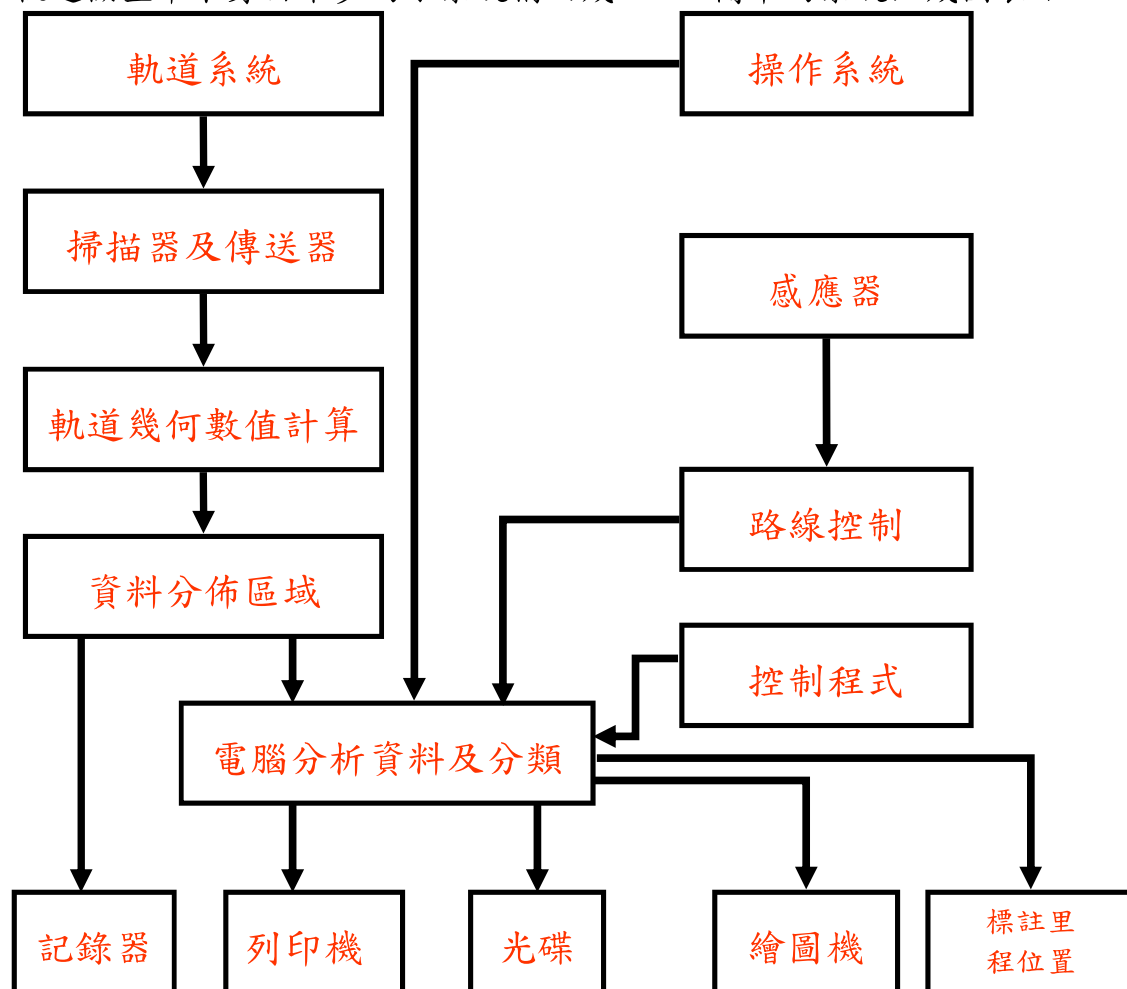 軌道系統
操作系統
掃描器及傳送器
感應器
軌道幾何數值計算
路線控制
資料分佈區域
控制程式
電腦分析資料及分類
記錄器
列印機
光碟
繪圖機
標註里
程位置